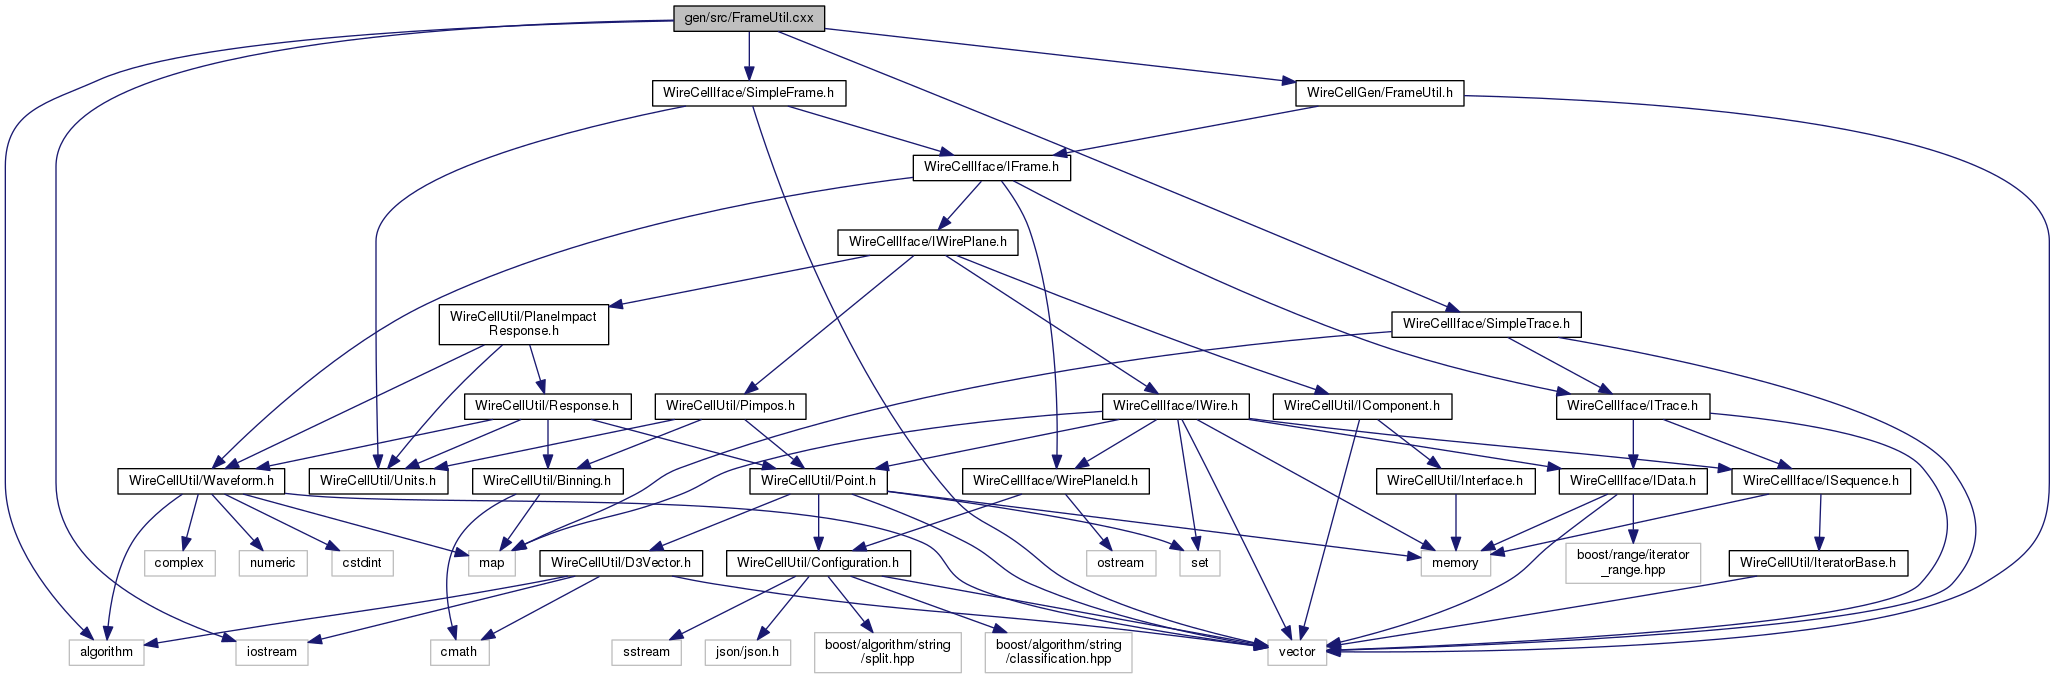 gen/src/FrameUtil.cxx
WireCellIface/SimpleFrame.h
WireCellGen/FrameUtil.h
WireCellIface/IFrame.h
WireCellIface/IWirePlane.h
WireCellUtil/PlaneImpact
Response.h
WireCellIface/SimpleTrace.h
WireCellUtil/Response.h
WireCellUtil/Pimpos.h
WireCellIface/IWire.h
WireCellUtil/IComponent.h
WireCellIface/ITrace.h
WireCellUtil/Waveform.h
WireCellUtil/Units.h
WireCellUtil/Binning.h
WireCellUtil/Point.h
WireCellIface/WirePlaneId.h
WireCellUtil/Interface.h
WireCellIface/IData.h
WireCellIface/ISequence.h
complex
numeric
cstdint
map
WireCellUtil/D3Vector.h
WireCellUtil/Configuration.h
ostream
set
memory
boost/range/iterator
_range.hpp
WireCellUtil/IteratorBase.h
algorithm
iostream
cmath
sstream
json/json.h
boost/algorithm/string
/split.hpp
boost/algorithm/string
/classification.hpp
vector